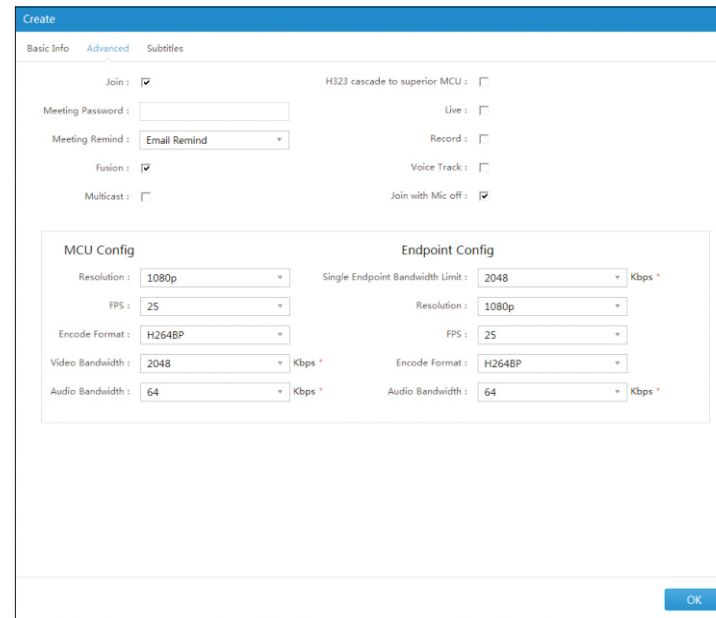 Create
Basic Info Advanced Subtitles
Join : H323 cascade to superior MCU :
Meeting Password : Live :
Meeting Remind : Email Remind Record :
Fusion : Voice Track :
Multicast : Join with Mic off :
MCU Config Endpoint Config
Resolution : 1080p Single Endpoint Bandwidth Limit : 2048 Kbps *
FPS : 25 Resolution : 1080p
Encode Format : H264BP FPS : 25
Video Bandwidth : 2048 Kbps * Encode Format : H264BP
Audio Bandwidth : 64 Kbps * Audio Bandwidth : 64 Kbps *
OK